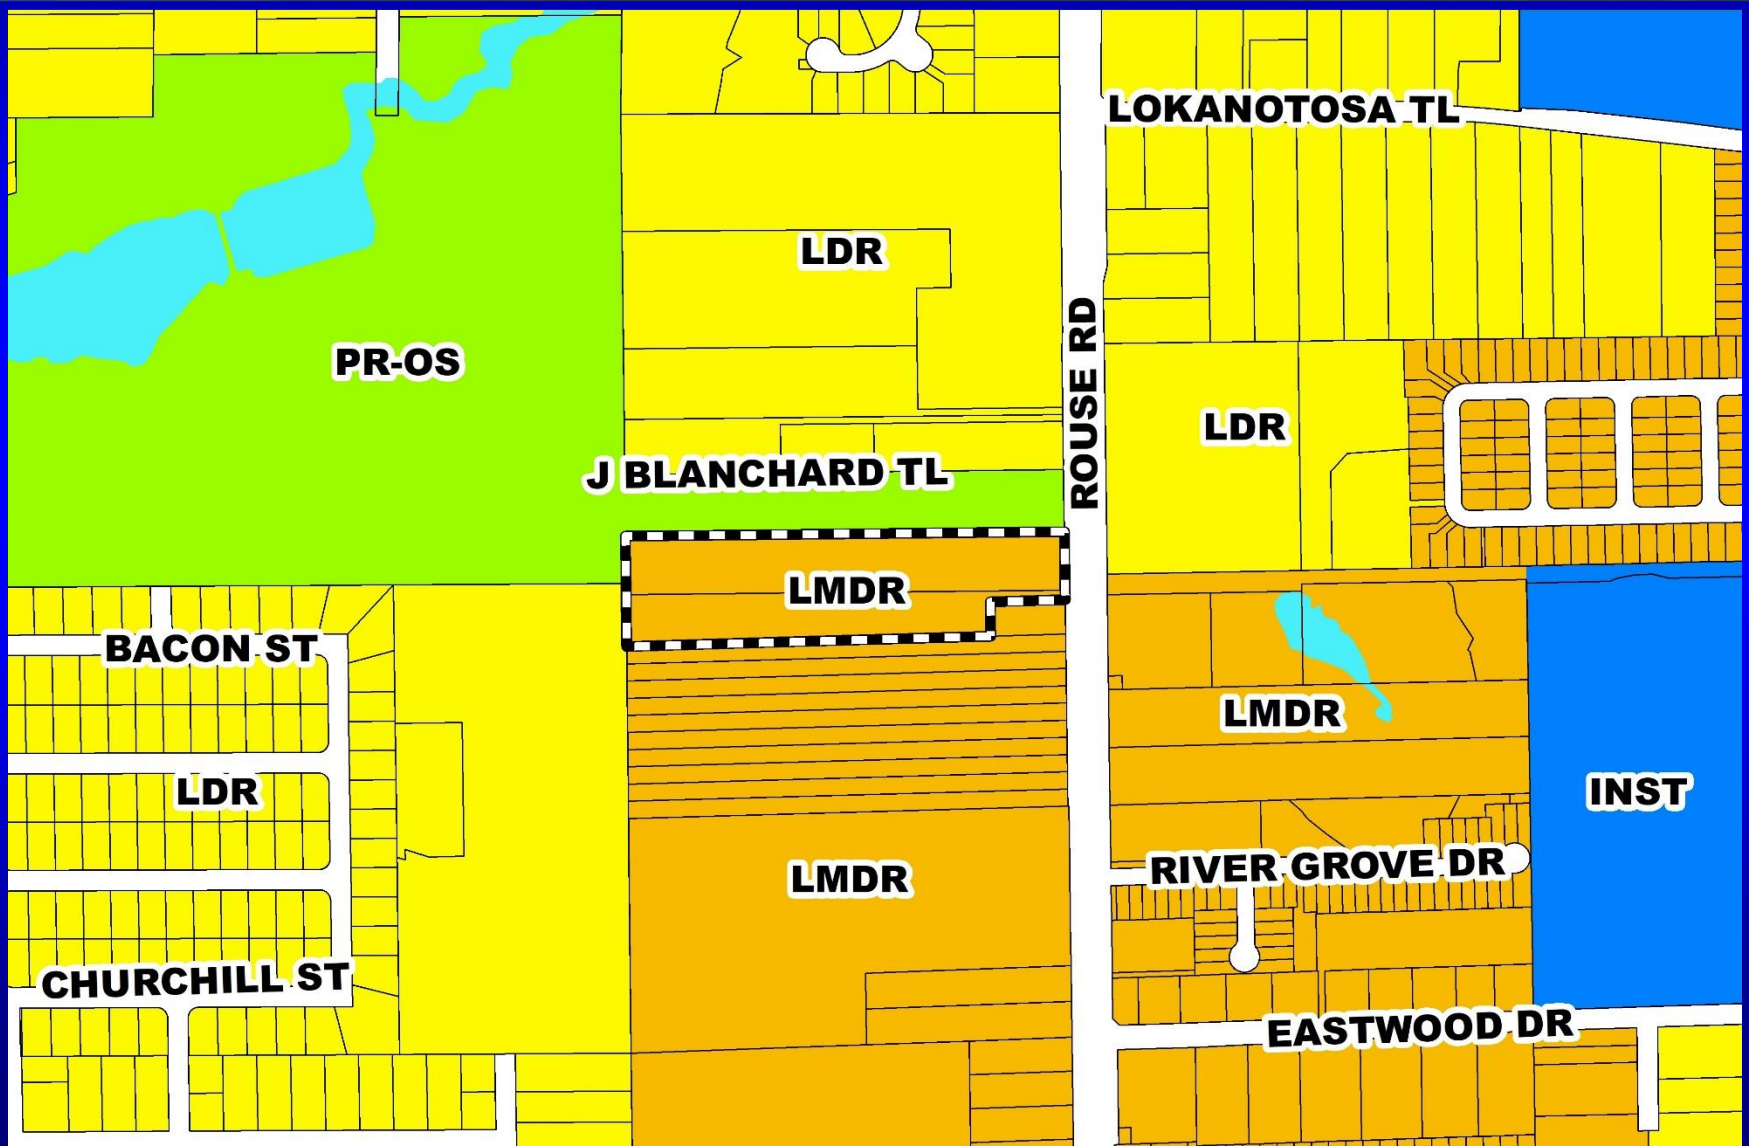 LOKANOTOSA TL
LDR
PR-OS
ROUSE RD
LDR
J BLANCHARD TL
LMDR
BACON ST
LMDR
LDR
INST
RIVER GROVE DR
LMDR
CHURCHILL ST
EASTWOOD DR